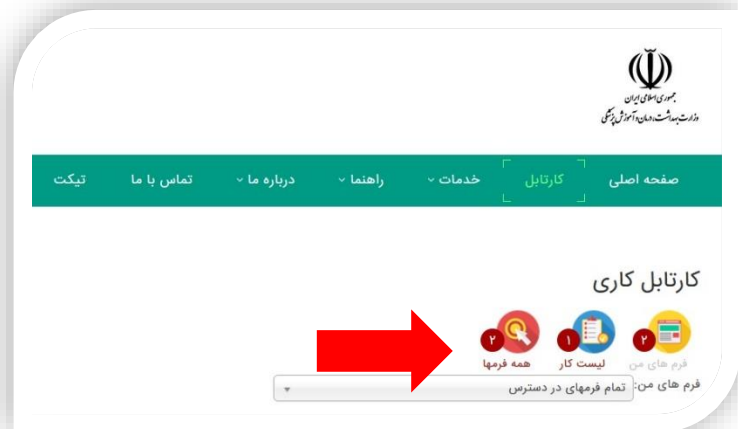 جمهوری اسلامی ایران
وزارت بهداشت، درمان و آموزش پزشکی
صفحه اصلی کارتابل خدمات راهنما درباره ما تماس با ما تیکت
کارتابل کاری
۲ ۱ ۲
فرم های من لیست کار همه فرمها
فرم های من: تمام فرمهای در دسترس